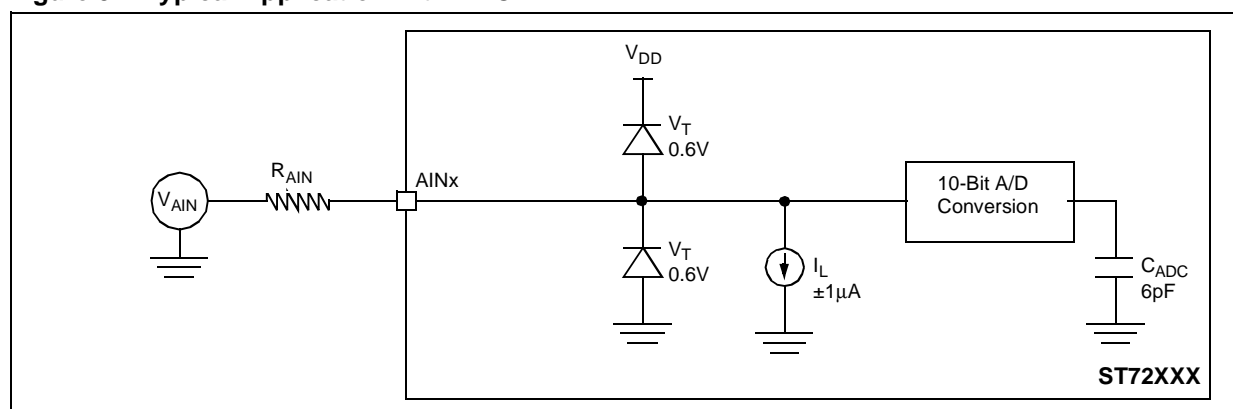 V_DD
V_T
0.6V
R_AIN
AINx
V_AIN
10-Bit A/D
Conversion
V_T
0.6V
I_L
±1μA
C_ADC
6pF
ST72XXX